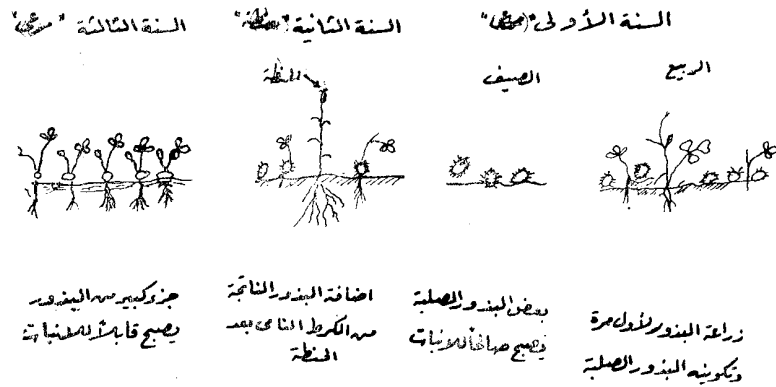 السنة الأولى "مرعى"
السنة الثانية "حنطة"
السنة الثالثة "مرعى"
الربيع
الصيف
الحنطة
زراعة البذور لأول مرة
وتكوين البذور الصلبة
بعض البذور الصلبة
يصبح صالحاً للانبات
اضافة البذور الناتجة
من الكرط النامي بعد
الحنطة
جزء كبير من البذور
يصبح قابلاً للانبات